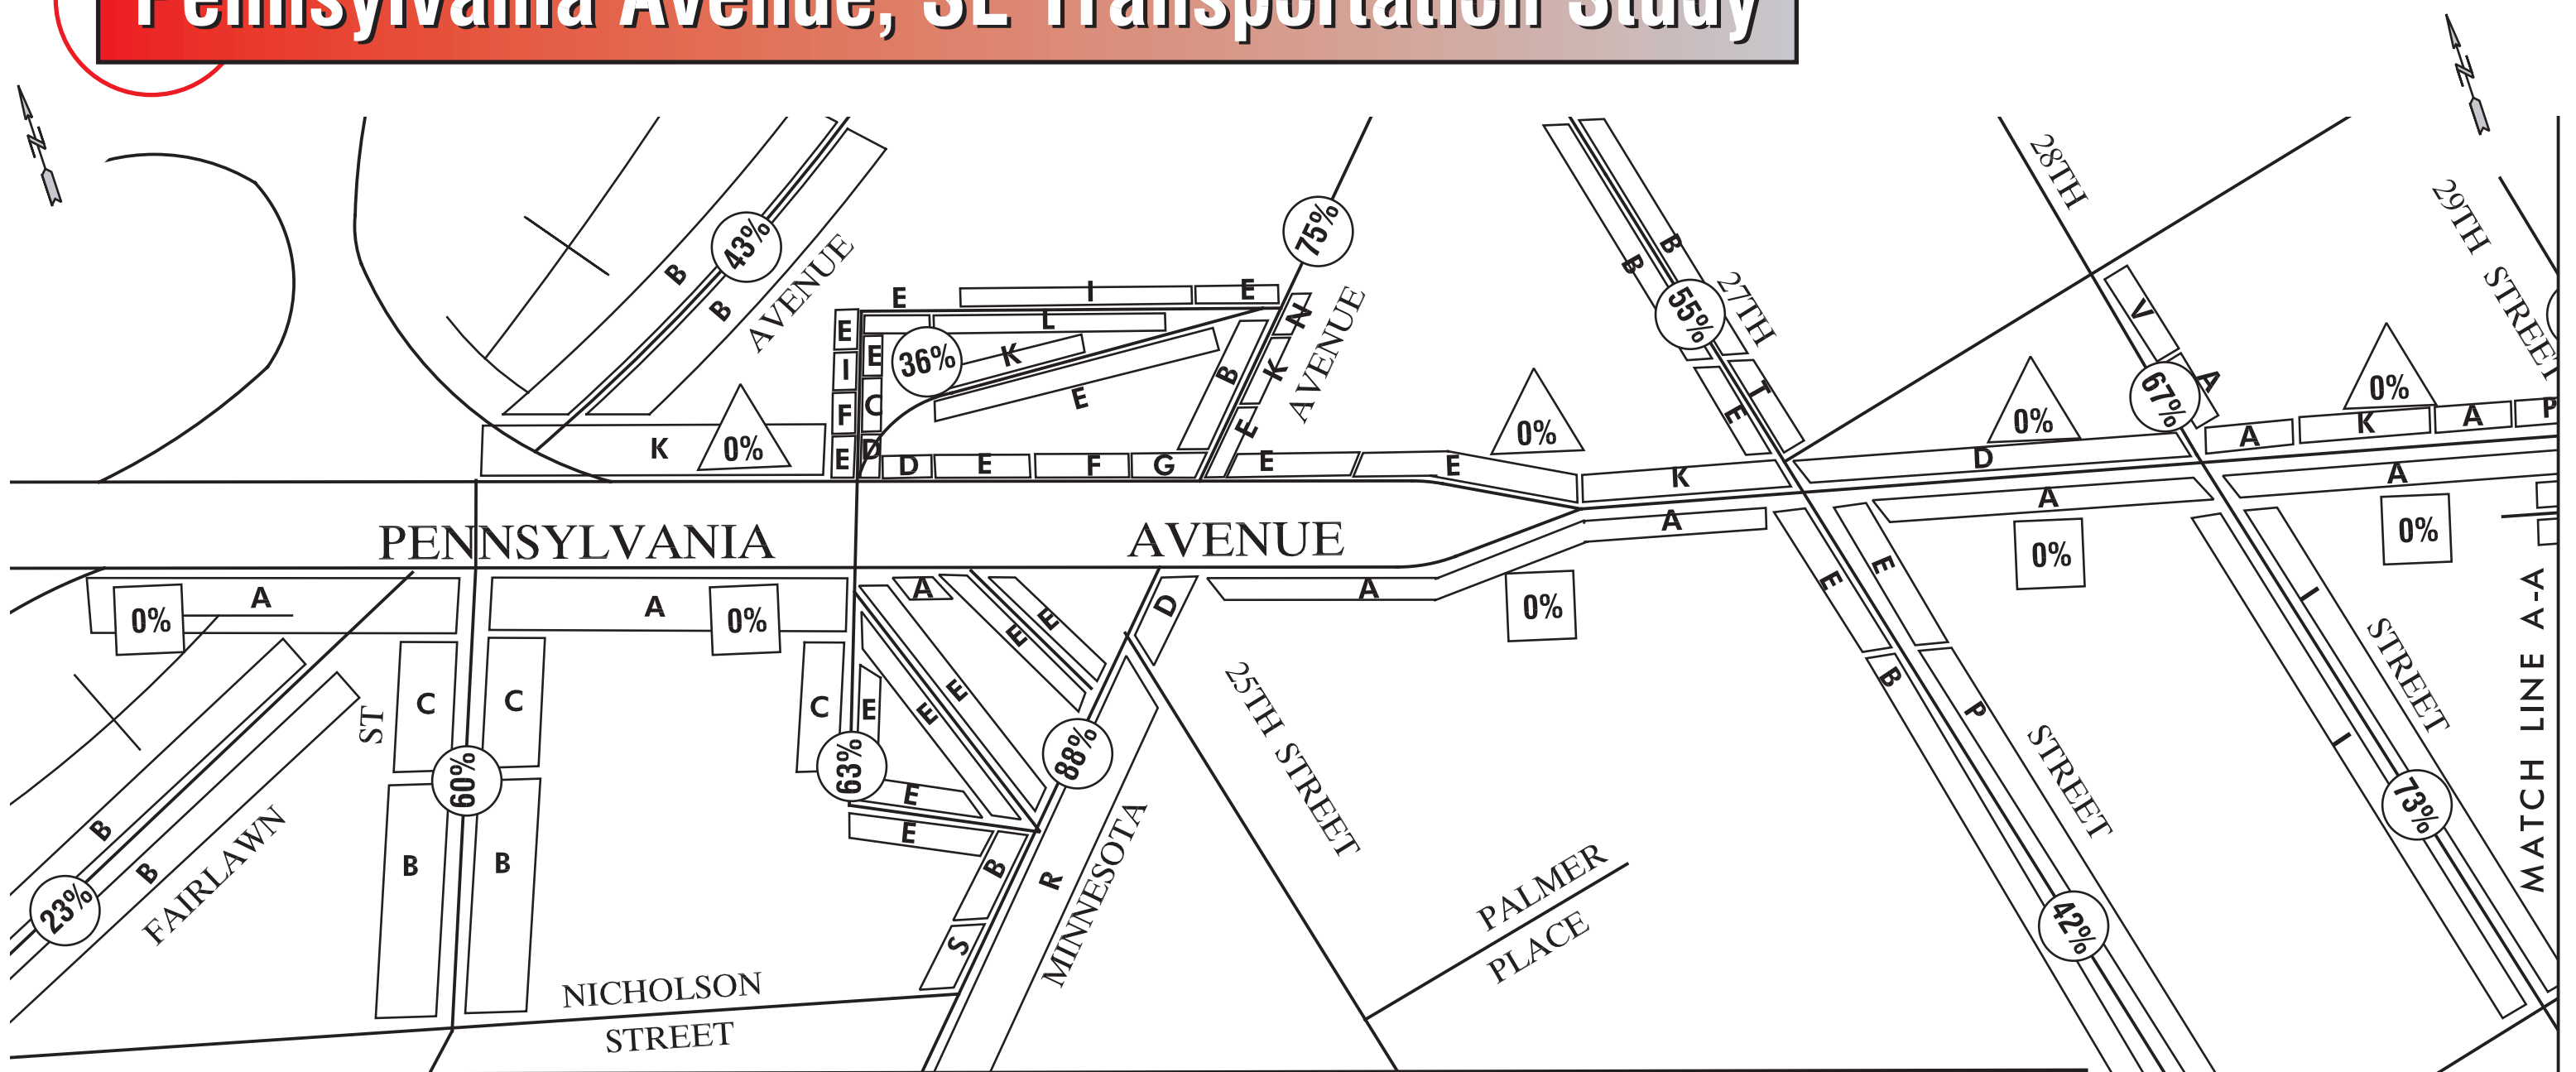 Pennsylvania Avenue, SE Transportation Study
N
N
28TH
29TH STREET
43%
B
B
AVENUE
75%
B
B
55%
27TH
E
I
E
E
L
N
E
36%
K
I
C
E
B
K
AVENUE
F
D
E
E
T
E
V
A
67%
0%
0%
K
0%
E
D
E
F
G
E
E
0%
K
D
A
K
A
P
A
A
A
PENNSYLVANIA
AVENUE
0%
0%
0%
A
0%
A
0%
A
E
E
D
A
E
E
C
C
ST
C
E
E
E
25TH STREET
60%
63%
88%
E
E
B
B
FAIRLAWN
23%
B
B
B
S
R
MINNESOTA
NICHOLSON
STREET
PALMER
PLACE
B
P
STREET
42%
I
I
STREET
73%
MATCH LINE A-A